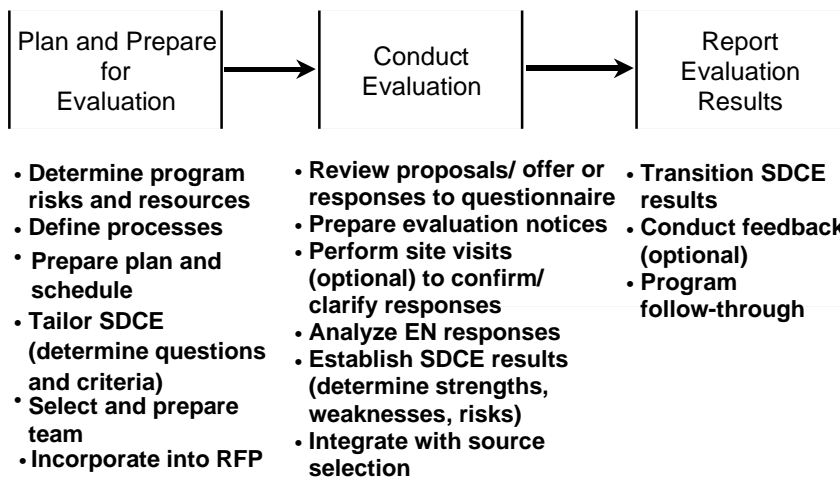 Plan and Prepare
for
Evaluation
Conduct
Evaluation
Report
Evaluation
Results
• Determine program
risks and resources
• Define processes
• Prepare plan and
schedule
• Tailor SDCE
(determine questions
and criteria)
• Select and prepare
team
• Incorporate into RFP
• Review proposals/ offer or
responses to questionnaire
• Prepare evaluation notices
• Perform site visits
(optional) to confirm/
clarify responses
• Analyze EN responses
• Establish SDCE results
(determine strengths,
weaknesses, risks)
• Integrate with source
selection
• Transition SDCE
results
• Conduct feedback
(optional)
• Program
follow-through